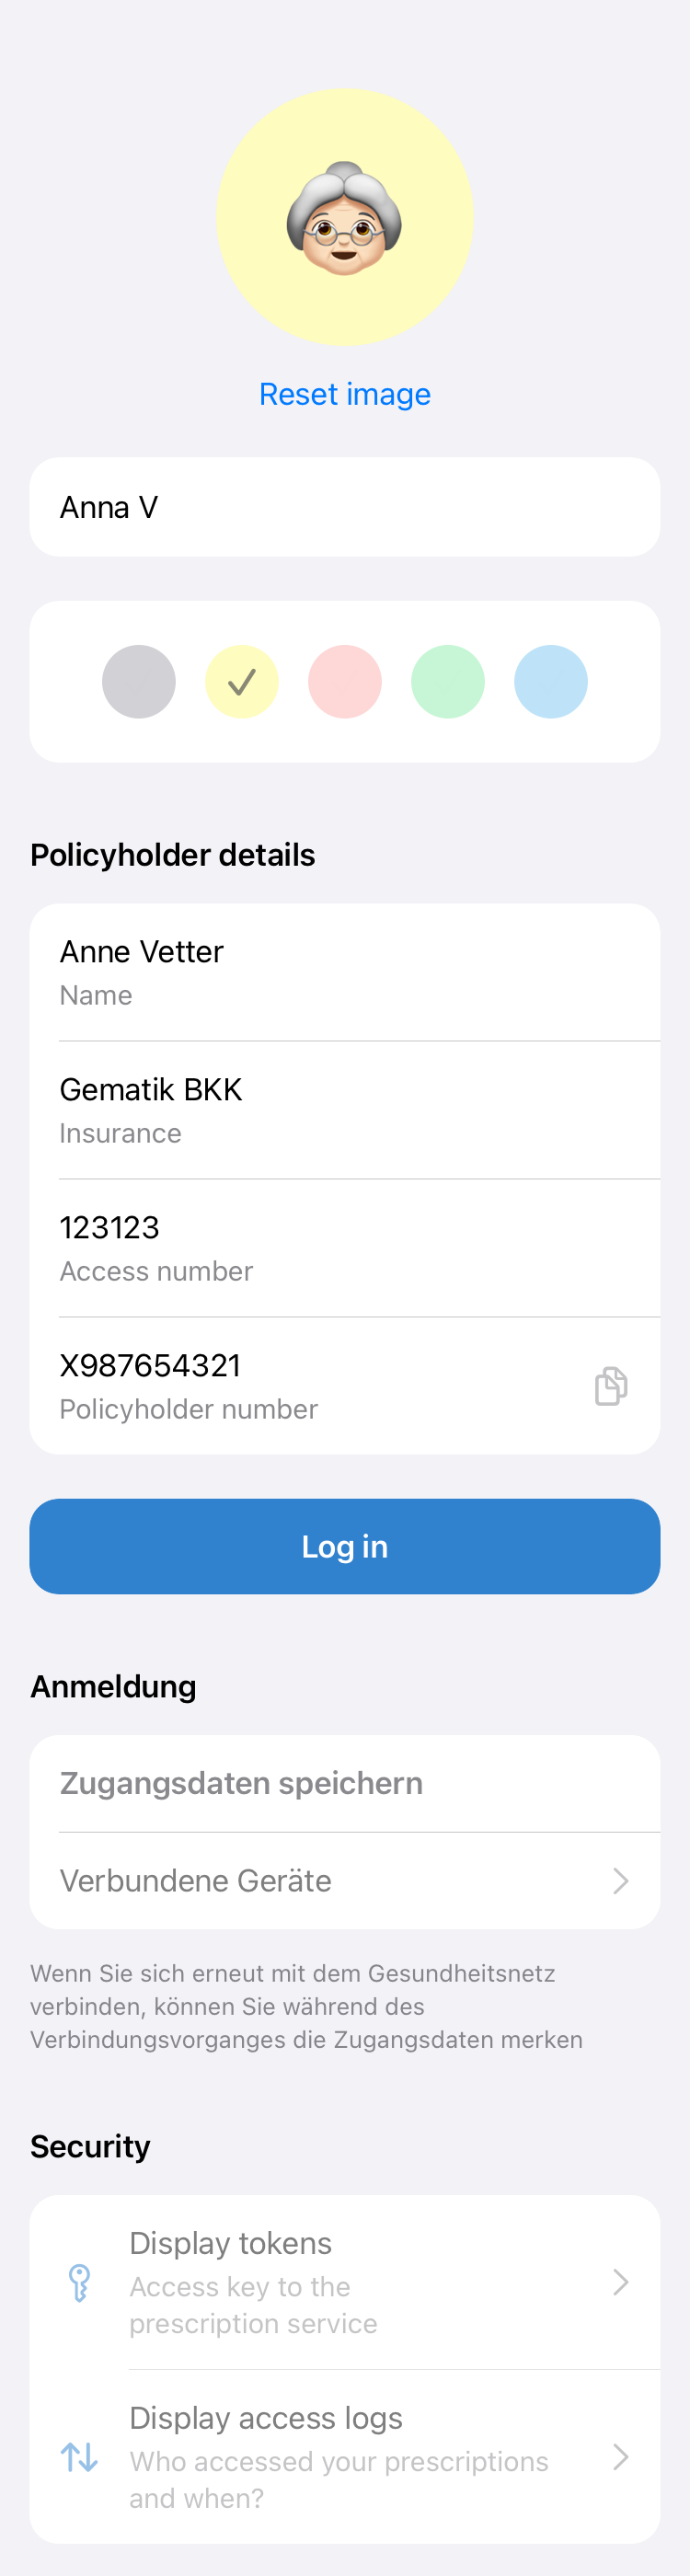 Reset image
Anna V
Policyholder details
Anne Vetter
Name
Gematik BKK
Insurance
123123
Access number
X987654321
Policyholder number
Log in
Anmeldung
Zugangsdaten speichern
Verbundene Geräte
Wenn Sie sich erneut mit dem Gesundheitsnetz
verbinden, können Sie während des
Verbindungsvorganges die Zugangsdaten merken
Security
Display tokens
Access key to the
prescription service
Display access logs
Who accessed your prescriptions
and when?